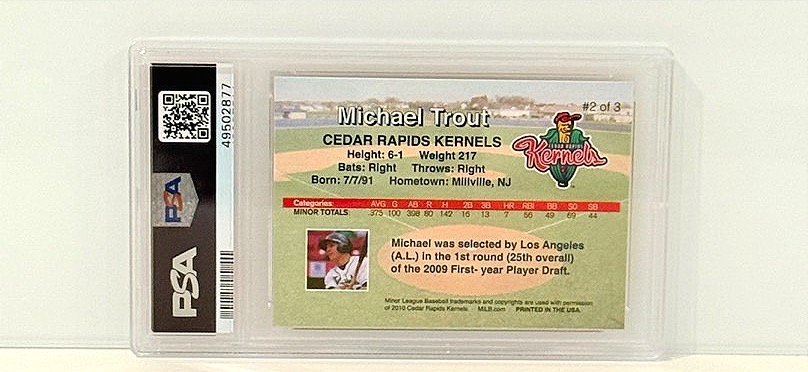 PSA
PSA
49502877
#2 of 3
Michael Trout
CEDAR RAPIDS KERNELS
Height: 6-1 Weight 217
Bats: Right Throws: Right
Born: 7/7/91 Hometown: Millville, NJ
CEDAR RAPIDS
Kernels
Categories: AVG G AB R H 2B 3B HR RBI BB SO SB
MINOR TOTALS: .375 100 398 80 142 16 13 7 56 49 69 44
Michael was selected by Los Angeles
(A.L.) in the 1st round (25th overall)
of the 2009 First- year Player Draft.
Minor League Baseball trademarks and copyrights are used with permission
of 2010 Cedar Rapids Kernels MiLB.com PRINTED IN THE USA.